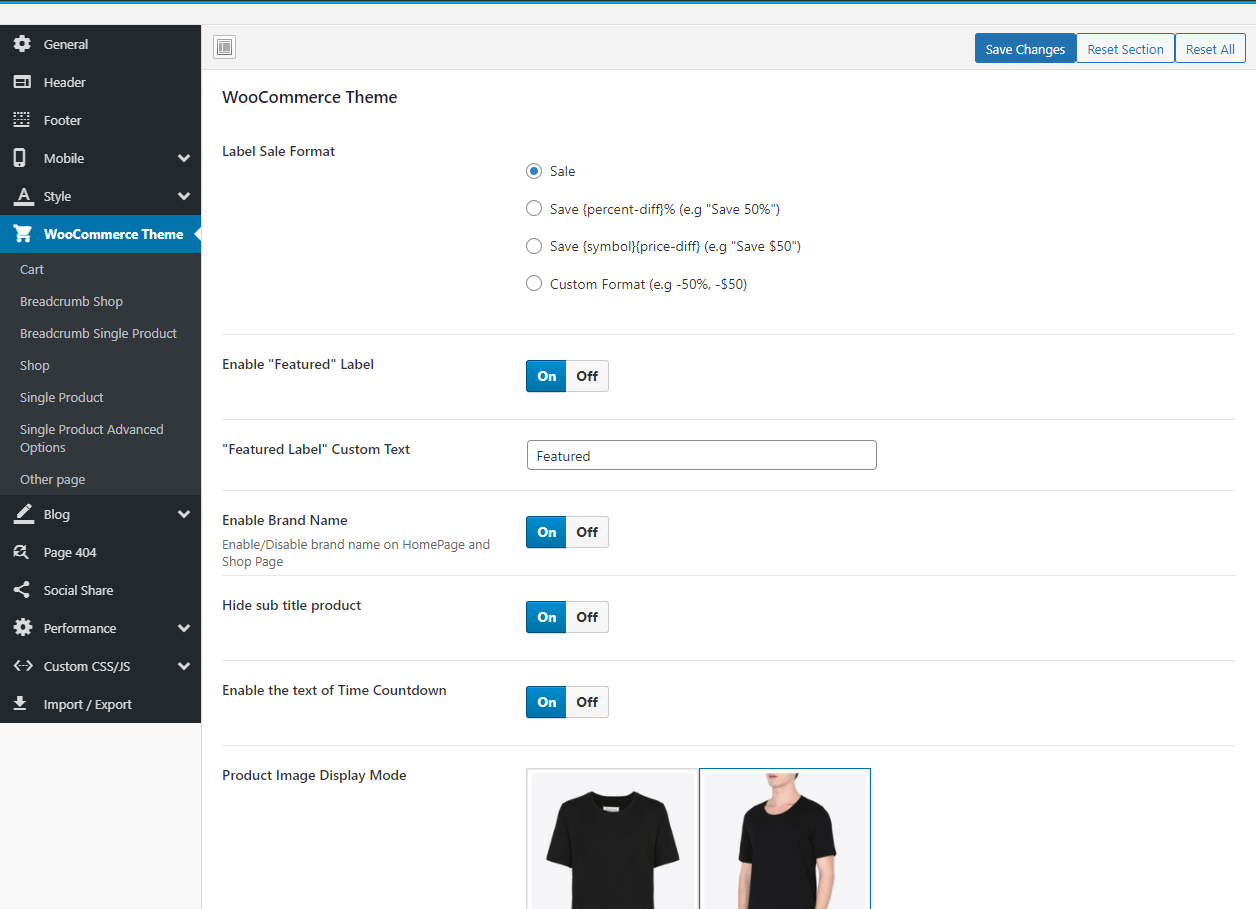 General
Header
Footer
Mobile
Style
WooCommerce Theme
Cart
Breadcrumb Shop
Breadcrumb Single Product
Shop
Single Product
Single Product Advanced
Options
Other page
Blog
Page 404
Social Share
Performance
Custom CSS/JS
Import / Export
Save Changes
Reset Section
Reset All
WooCommerce Theme
Label Sale Format
Sale
Save {percent-diff}% (e.g "Save 50%")
Save {symbol}{price-diff} (e.g "Save $50")
Custom Format (e.g -50%, -$50)
Enable "Featured" Label
On Off
"Featured Label" Custom Text
Featured
Enable Brand Name
Enable/Disable brand name on HomePage and
Shop Page
On Off
Hide sub title product
On Off
Enable the text of Time Countdown
On Off
Product Image Display Mode